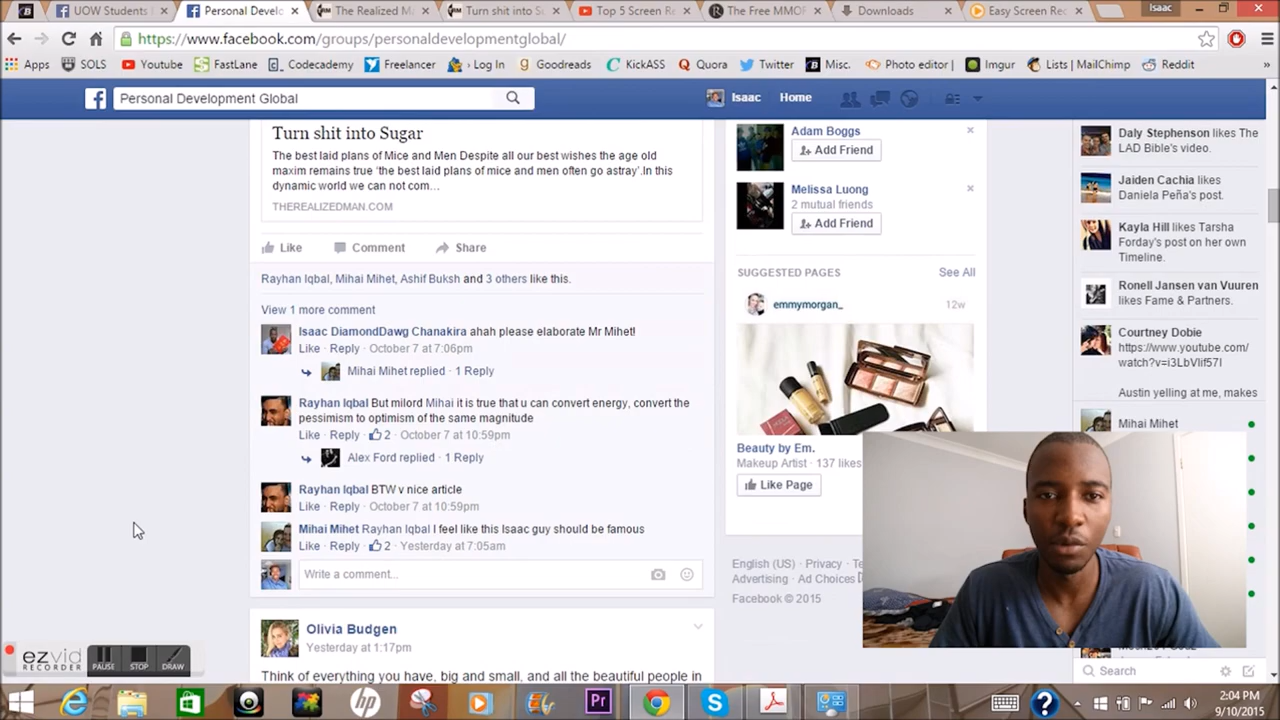 UOW Students
Personal Devel
The Realized M
Turn shit into Su
Top 5 Screen R
The Free MMO
Downloads
Easy Screen Re
Isaac
https://www.facebook.com/groups/personaldevelopmentglobal/
Apps
SOLS
Youtube
FastLane
Codecademy
Freelancer
Log In
Goodreads
KickASS
Quora
Twitter
Misc.
Photo editor
Imgur
Lists | MailChimp
Reddit
Personal Development Global
Isaac
Home
Turn shit into Sugar
The best laid plans of Mice and Men Despite all our best wishes the age old
maxim remains true 'the best laid plans of mice and men often go astray'.In this
dynamic world we can not com…
THEREALIZEDMAN.COM
Like
Comment
Share
Rayhan Iqbal, Mihai Mihet, Ashif Buksh and 3 others like this.
View 1 more comment
Isaac DiamondDawg Chanakira ahah please elaborate Mr Mihet!
Like · Reply · October 7 at 7:06pm
Mihai Mihet replied · 1 Reply
Rayhan Iqbal But milord Mihai it is true that u can convert energy, convert the
pessimism to optimism of the same magnitude
Like · Reply · 2 · October 7 at 10:59pm
Alex Ford replied · 1 Reply
Rayhan Iqbal BTW v nice article
Like · Reply · October 7 at 10:59pm
Mihai Mihet Rayhan Iqbal I feel like this Isaac guy should be famous
Like · Reply · 2 · Yesterday at 7:05am
Write a comment...
Olivia Budgen
Yesterday at 1:17pm
Think of everything you are, big and small, and all the beautiful people in
Adam Boggs
Add Friend
Melissa Luong
2 mutual friends
Add Friend
SUGGESTED PAGES
See All
emmymorgan_
12w
Beauty by Em.
Makeup Artist · 137 likes
Like Page
English (US) · Privacy · Te
Advertising · Ad Choices
Facebook © 2015
Daly Stephenson likes The
LAD Bible's video.
Jaiden Cachia likes
Daniela Peña's post.
Kayla Hill likes Tarsha
Forday's post on her own
Timeline.
Ronell Jansen van Vuuren
likes Fame & Partners.
Courtney Dobie
https://www.youtube.com/
watch?v=i3LbVlif57I
Austin yelling at me, makes
Mihai Mihet
Search
ezvid
RECORDER
PAUSE
STOP
DRAW
hp
Pr
2:04 PM
9/10/2015